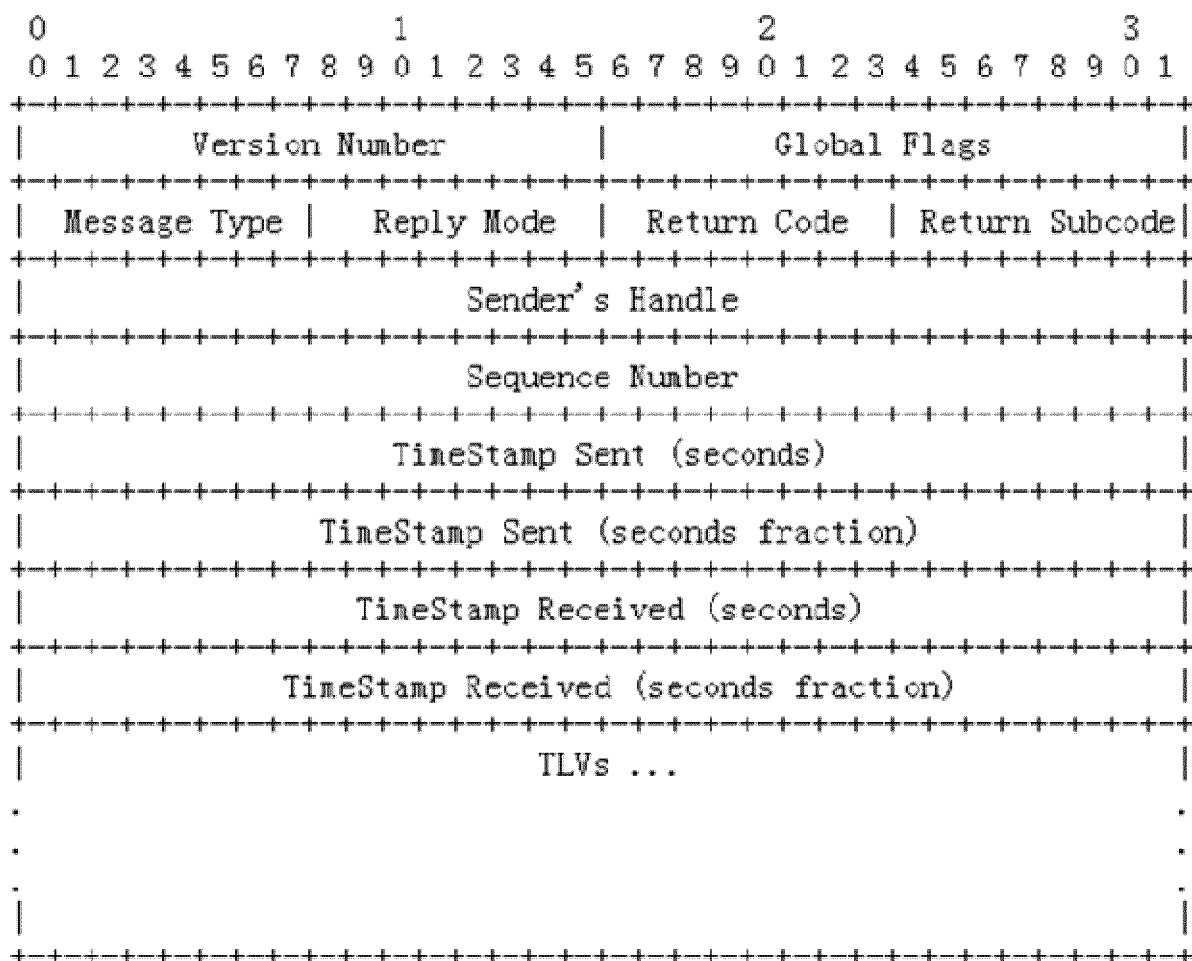 0 1 2 3
0 1 2 3 4 5 6 7 8 9 0 1 2 3 4 5 6 7 8 9 0 1 2 3 4 5 6 7 8 9 0 1
+-+-+-+-+-+-+-+-+-+-+-+-+-+-+-+-+-+-+-+-+-+-+-+-+-+-+-+-+-+-+-+-+
| Version Number | Global Flags |
+-+-+-+-+-+-+-+-+-+-+-+-+-+-+-+-+-+-+-+-+-+-+-+-+-+-+-+-+-+-+-+-+
| Message Type | Reply Mode | Return Code | Return Subcode|
+-+-+-+-+-+-+-+-+-+-+-+-+-+-+-+-+-+-+-+-+-+-+-+-+-+-+-+-+-+-+-+-+
| Sender's Handle |
+-+-+-+-+-+-+-+-+-+-+-+-+-+-+-+-+-+-+-+-+-+-+-+-+-+-+-+-+-+-+-+-+
| Sequence Number |
+-+-+-+-+-+-+-+-+-+-+-+-+-+-+-+-+-+-+-+-+-+-+-+-+-+-+-+-+-+-+-+-+
| TimeStamp Sent (seconds) |
+-+-+-+-+-+-+-+-+-+-+-+-+-+-+-+-+-+-+-+-+-+-+-+-+-+-+-+-+-+-+-+-+
| TimeStamp Sent (seconds fraction) |
+-+-+-+-+-+-+-+-+-+-+-+-+-+-+-+-+-+-+-+-+-+-+-+-+-+-+-+-+-+-+-+-+
| TimeStamp Received (seconds) |
+-+-+-+-+-+-+-+-+-+-+-+-+-+-+-+-+-+-+-+-+-+-+-+-+-+-+-+-+-+-+-+-+
| TimeStamp Received (seconds fraction) |
+-+-+-+-+-+-+-+-+-+-+-+-+-+-+-+-+-+-+-+-+-+-+-+-+-+-+-+-+-+-+-+-+
| TLVs ... |
. .
. .
. .
| |
+-+-+-+-+-+-+-+-+-+-+-+-+-+-+-+-+-+-+-+-+-+-+-+-+-+-+-+-+-+-+-+-+